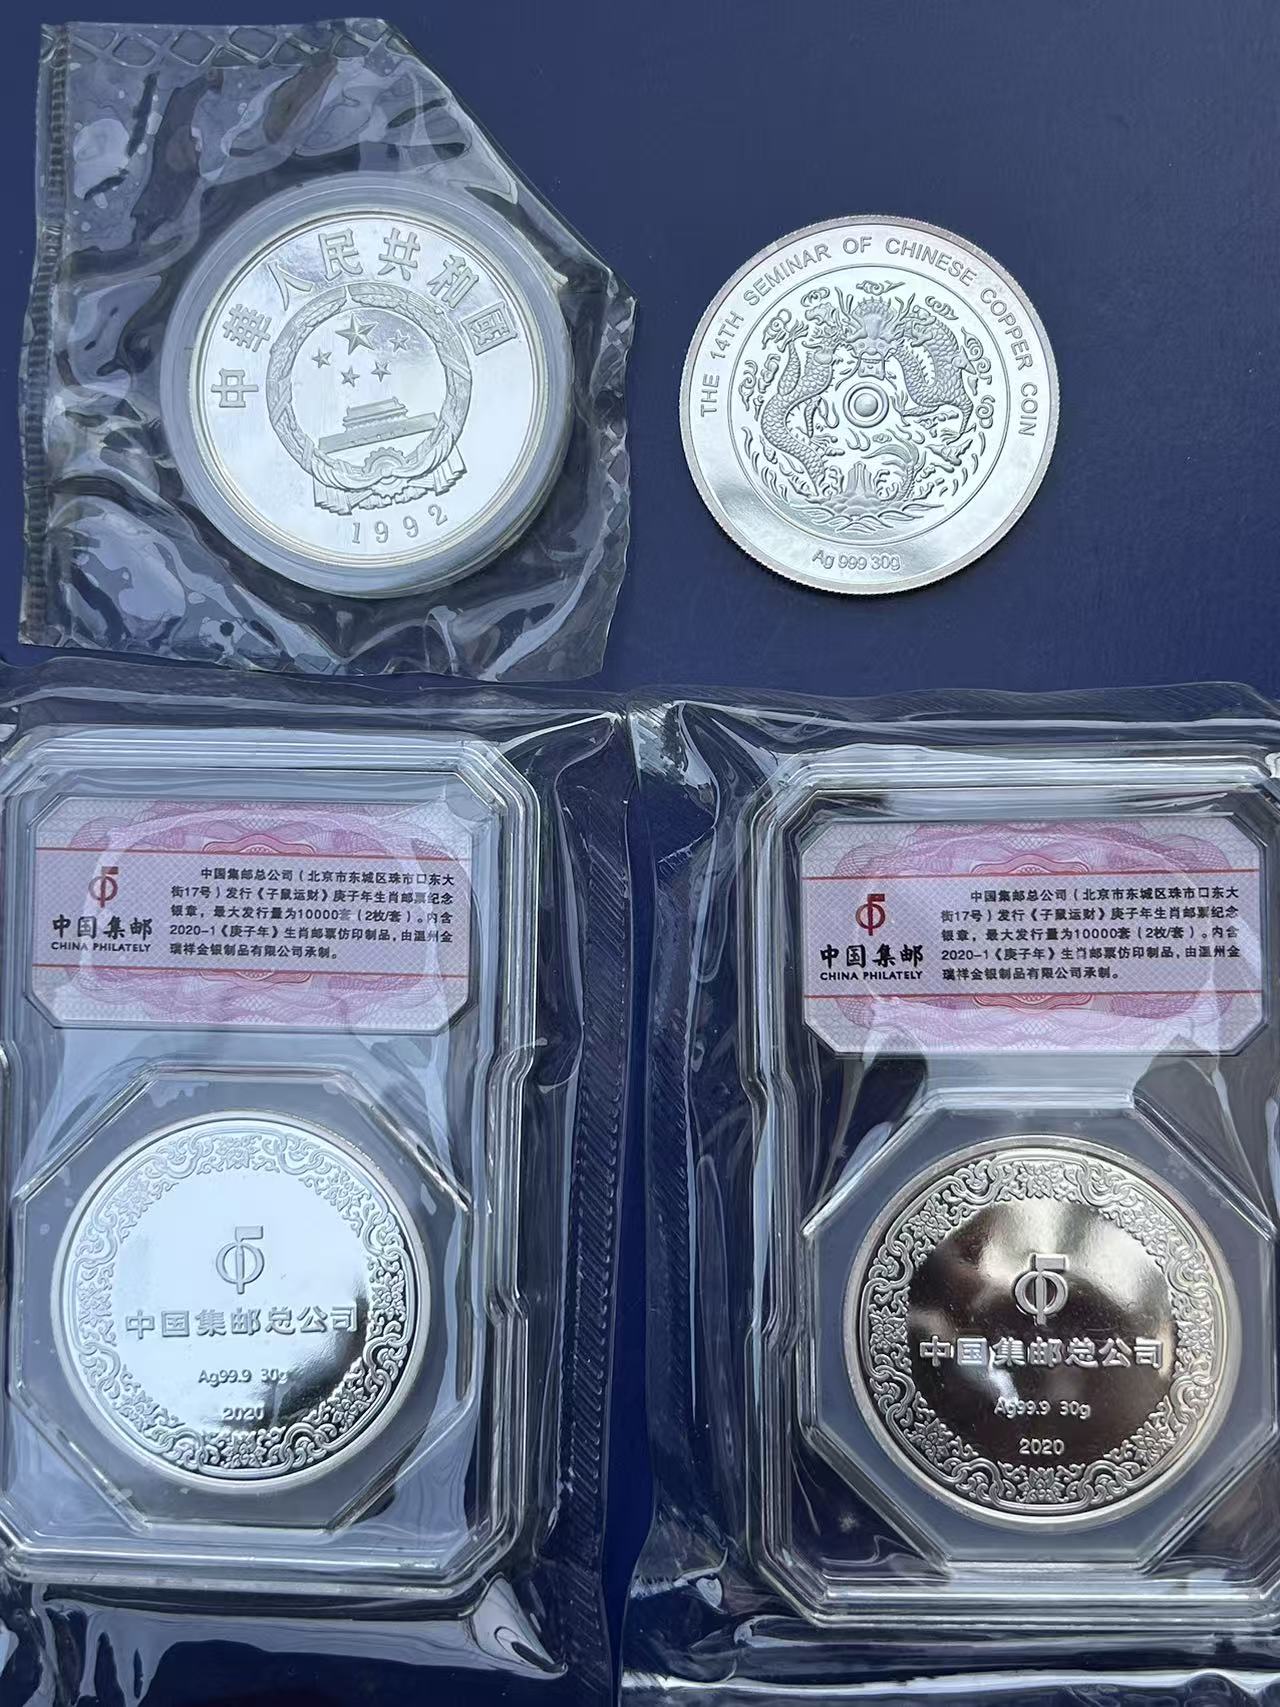 中華人民共和國
1992
THE 14TH SEMINAR OF CHINESE COPPER COIN
Ag 999 30g
中国集邮
CHINA PHILATELY
中国集邮总公司（北京市东城区珠市口东大
街17号）发行《子鼠运财》庚子年生肖邮票纪念
银章，最大发行量为10000套（2枚/套）。内含
2020-1《庚子年》生肖邮票仿印制品，由温州金
瑞祥金银制品有限公司承制。
中国集邮总公司
Ag99.9 30g
2020
中国集邮
CHINA PHILATELY
中国集邮总公司（北京市东城区珠市口东大
街17号）发行《子鼠运财》庚子年生肖邮票纪念
银章，最大发行量为10000套（2枚/套）。内含
2020-1《庚子年》生肖邮票仿印制品，由温州金
瑞祥金银制品有限公司承制。
中国集邮总公司
Ag99.9 30g
2020